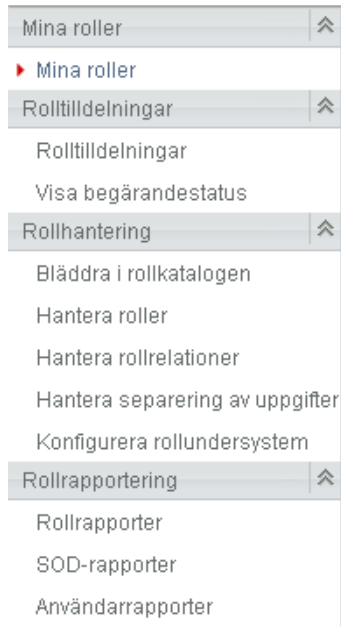 Mina roller
Mina roller
Rolltilldelningar
Rolltilldelningar
Visa begärandestatus
Rollhantering
Bläddra i rollkatalogen
Hantera roller
Hantera rollrelationer
Hantera separering av uppgifter
Konfigurera rollundersystem
Rollrapportering
Rollrapporter
SOD-rapporter
Användarrapporter